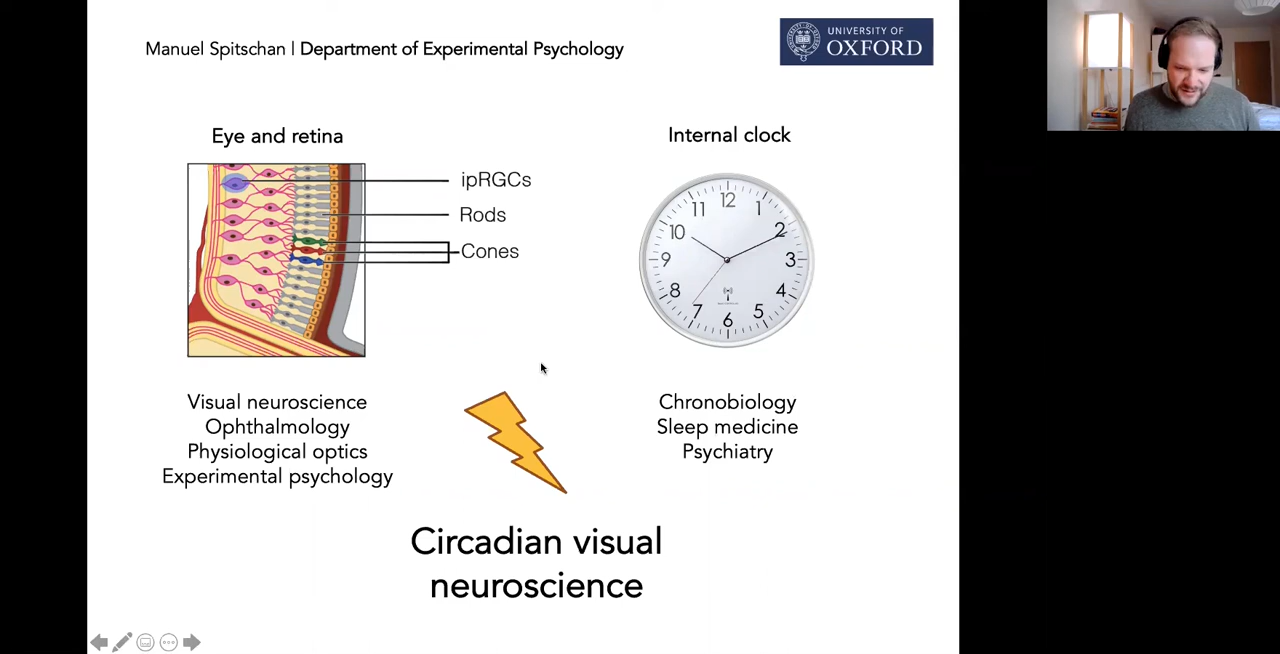 Manuel Spitschan | Department of Experimental Psychology
UNIVERSITY OF
OXFORD
Eye and retina
ipRGCs
Rods
Cones
Internal clock
12
1
2
3
4
5
6
7
8
9
10
11
Visual neuroscience
Ophthalmology
Physiological optics
Experimental psychology
Chronobiology
Sleep medicine
Psychiatry
Circadian visual
neuroscience